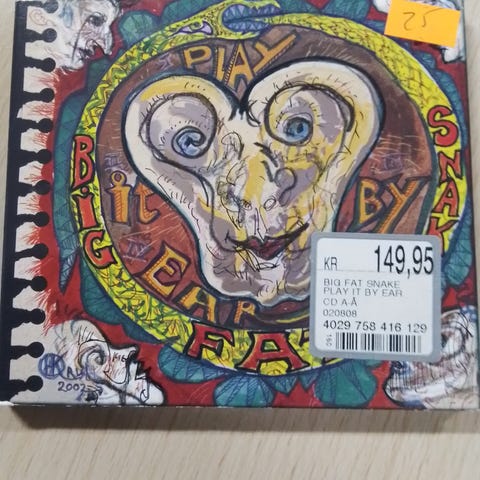 25
PLAY
it
BY
EAR
BIG
FAT
SNA
KR 149,95
BIG FAT SNAKE
PLAY IT BY EAR
CD A-Å
020808
4029 758 416 129
2002